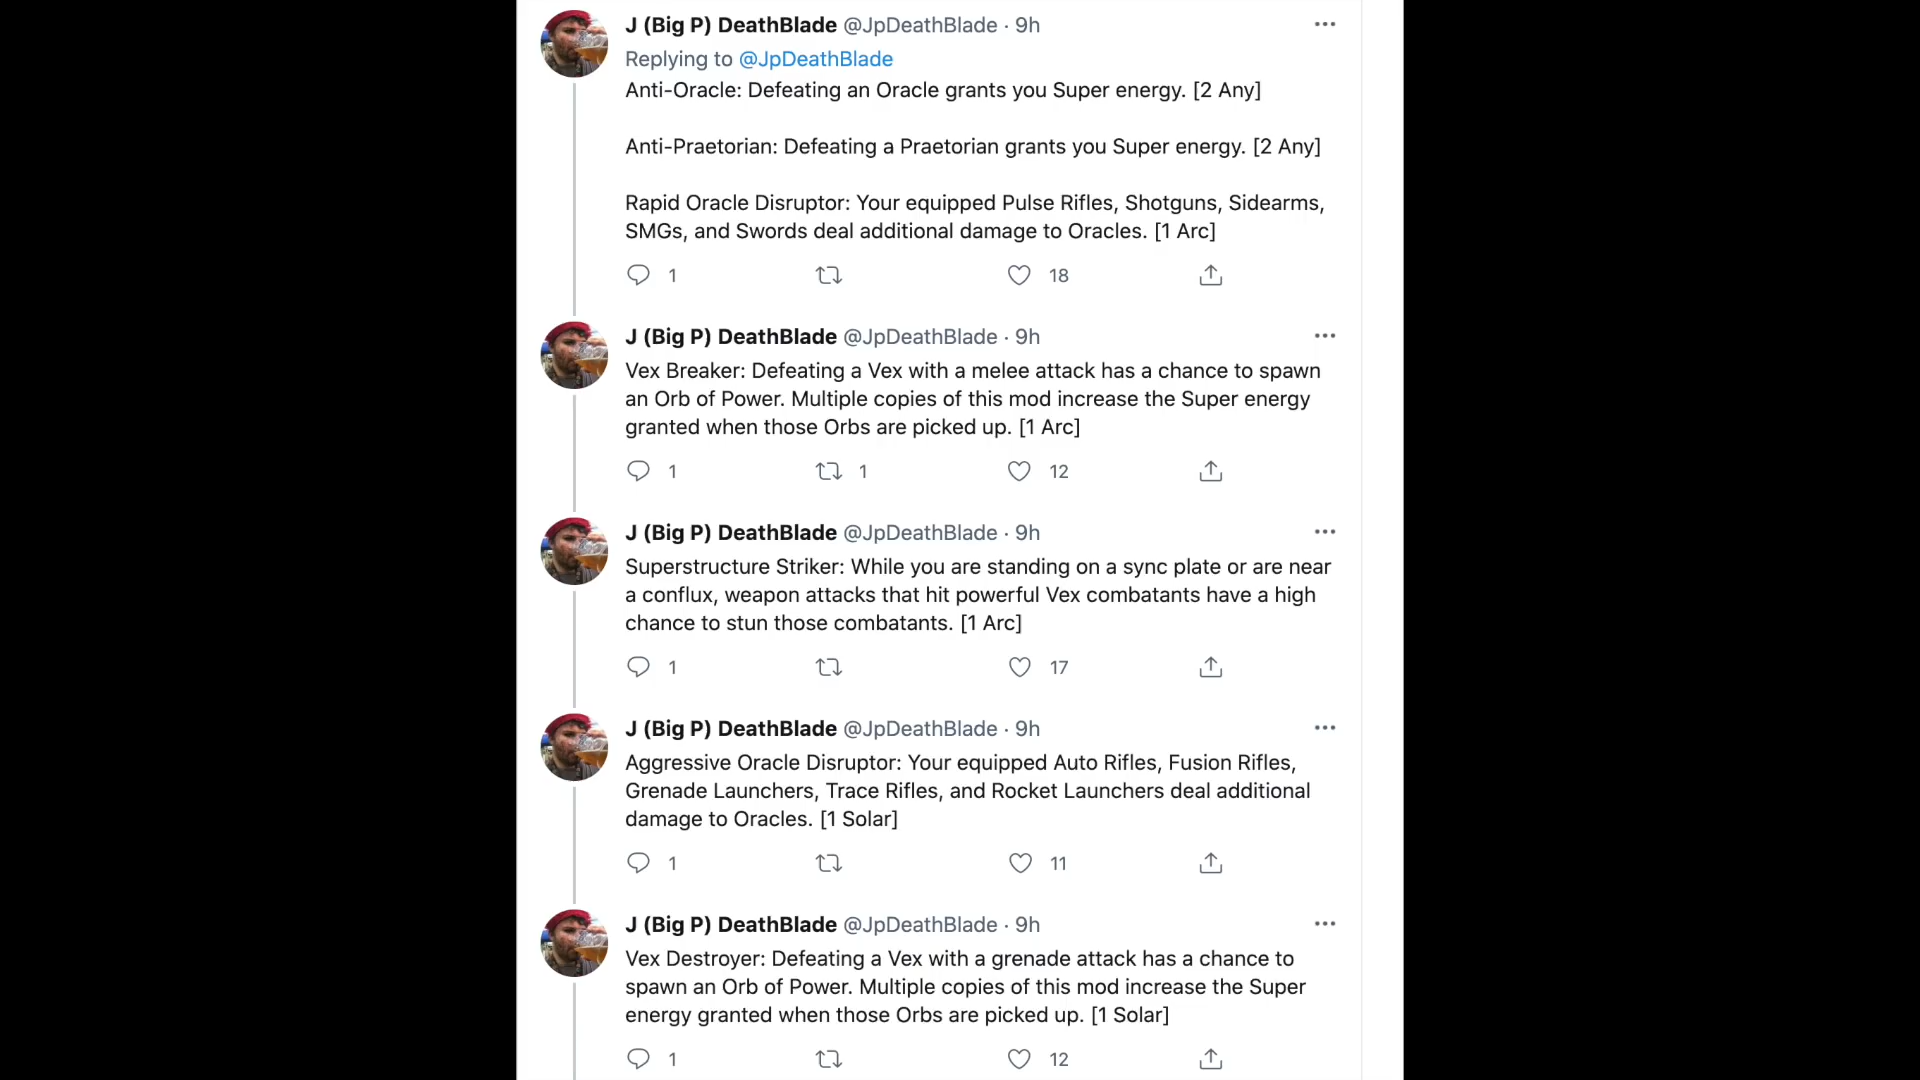 J (Big P) DeathBlade @JpDeathBlade · 9h
Replying to @JpDeathBlade
Anti-Oracle: Defeating an Oracle grants you Super energy. [2 Any]
Anti-Praetorian: Defeating a Praetorian grants you Super energy. [2 Any]
Rapid Oracle Disruptor: Your equipped Pulse Rifles, Shotguns, Sidearms,
SMGs, and Swords deal additional damage to Oracles. [1 Arc]
1 18
J (Big P) DeathBlade @JpDeathBlade · 9h
Vex Breaker: Defeating a Vex with a melee attack has a chance to spawn
an Orb of Power. Multiple copies of this mod increase the Super energy
granted when those Orbs are picked up. [1 Arc]
1 1 12
J (Big P) DeathBlade @JpDeathBlade · 9h
Superstructure Striker: While you are standing on a sync plate or are near
a conflux, weapon attacks that hit powerful Vex combatants have a high
chance to stun those combatants. [1 Arc]
1 17
J (Big P) DeathBlade @JpDeathBlade · 9h
Aggressive Oracle Disruptor: Your equipped Auto Rifles, Fusion Rifles,
Grenade Launchers, Trace Rifles, and Rocket Launchers deal additional
damage to Oracles. [1 Solar]
1 11
J (Big P) DeathBlade @JpDeathBlade · 9h
Vex Destroyer: Defeating a Vex with a grenade attack has a chance to
spawn an Orb of Power. Multiple copies of this mod increase the Super
energy granted when those Orbs are picked up. [1 Solar]
1 12